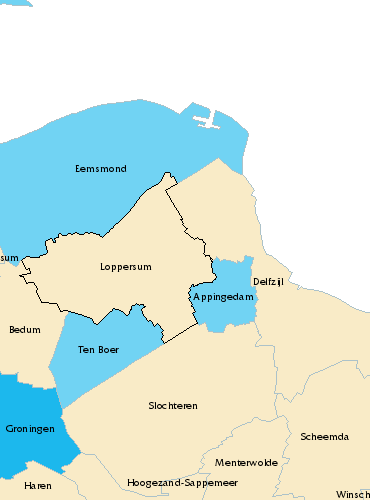 Eemsmond
sum
Loppersum
Delfzijl
Appingedam
Bedum
Ten Boer
Slochteren
Groningen
Scheemda
Menterwolde
Hoogezand-Sappemeer
Haren
Winsch